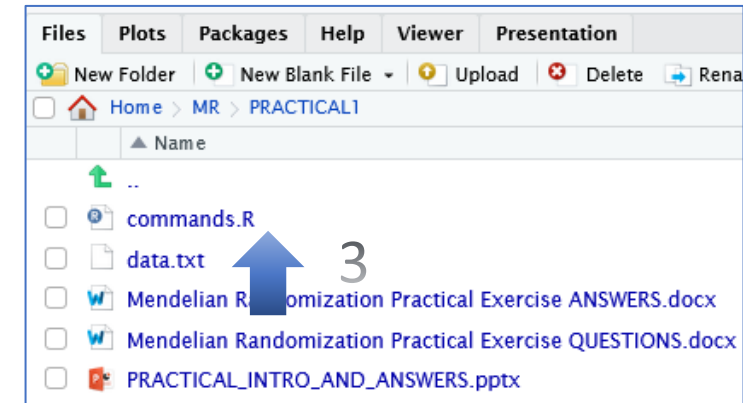 Files Plots Packages Help Viewer Presentation
New Folder New Blank File Upload Delete Rena
Home > MR > PRACTICAL1
Name
..
commands.R
data.txt 3
Mendelian Randomization Practical Exercise ANSWERS.docx
Mendelian Randomization Practical Exercise QUESTIONS.docx
PRACTICAL_INTRO_AND_ANSWERS.pptx